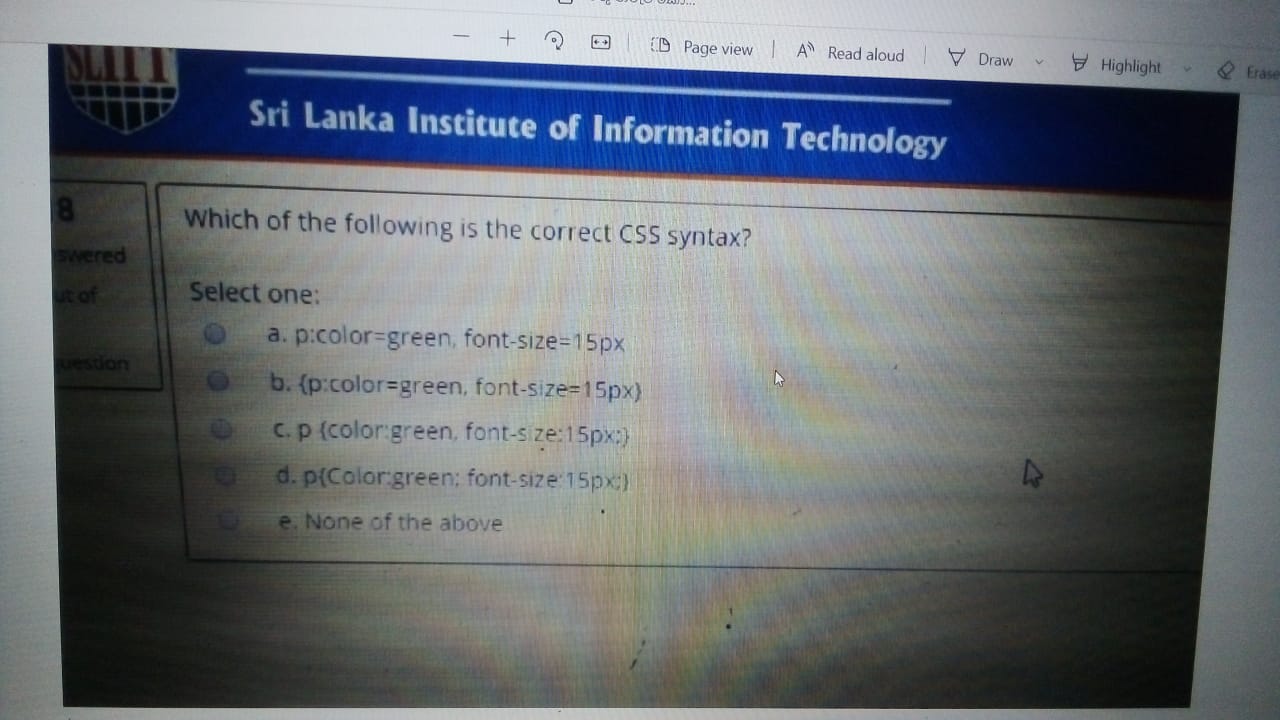 Page view
Read aloud
Draw
Highlight
Erase
SLIIT
Sri Lanka Institute of Information Technology
8
swered
ut of
uestion
Which of the following is the correct CSS syntax?
Select one:
a. p:color=green, font-size=15px
b. {p:color=green, font-size=15px}
c. p {color:green, font-size:15px;}
d. p{Color:green; font-size:15px;}
e. None of the above